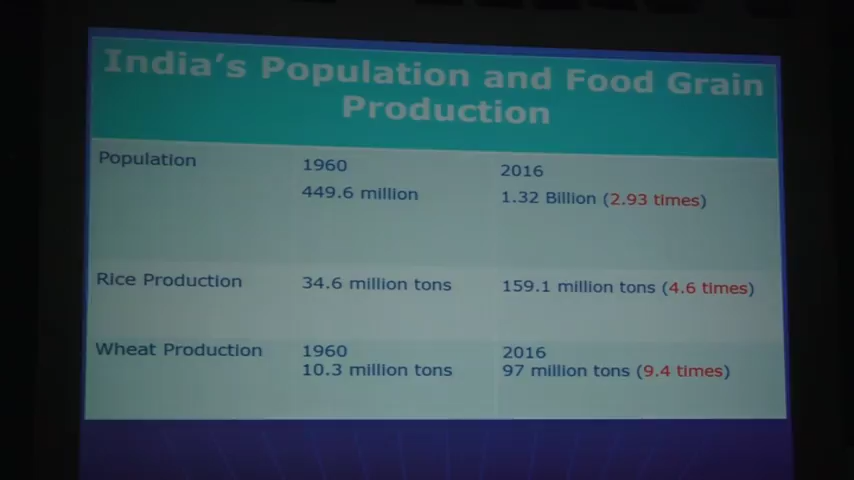 India's Population and Food Grain
Production
Population
1960
449.6 million
2016
1.32 Billion (2.93 times)
Rice Production
34.6 million tons
159.1 million tons (4.6 times)
Wheat Production
1960
10.3 million tons
2016
97 million tons (9.4 times)